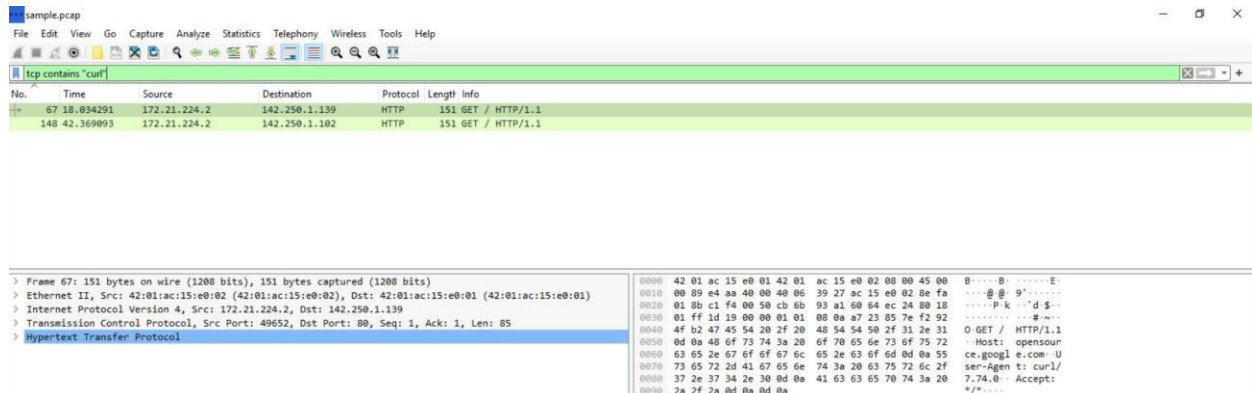 sample.pcap
File Edit View Go Capture Analyze Statistics Telephony Wireless Tools Help
tcp contains "curl"
No. Time Source Destination Protocol Lengtł Info
67 18.034291 172.21.224.2 142.250.1.139 HTTP 151 GET / HTTP/1.1
148 42.369093 172.21.224.2 142.250.1.102 HTTP 151 GET / HTTP/1.1
> Frame 67: 151 bytes on wire (1208 bits), 151 bytes captured (1208 bits)
> Ethernet II, Src: 42:01:ac:15:e0:02 (42:01:ac:15:e0:02), Dst: 42:01:ac:15:e0:01 (42:01:ac:15:e0:01)
> Internet Protocol Version 4, Src: 172.21.224.2, Dst: 142.250.1.139
> Transmission Control Protocol, Src Port: 49652, Dst Port: 80, Seq: 1, Ack: 1, Len: 85
> Hypertext Transfer Protocol
0000 42 01 ac 15 e0 01 42 01 ac 15 e0 02 08 00 45 00 B·····B· ······E·
0010 00 89 e4 aa 40 00 40 06 39 27 ac 15 e0 02 8e fa ····@·@· 9'······
0020 01 8b c1 f4 00 50 cb 6b 93 a1 60 64 ec 24 80 18 ·····P·k ··`d·$··
0030 01 ff 1d 19 00 00 01 01 08 0a a7 23 85 7e f2 92 ········ ···#·~··
0040 4f b2 47 45 54 20 2f 20 48 54 54 50 2f 31 2e 31 O·GET / HTTP/1.1
0050 0d 0a 48 6f 73 74 3a 20 6f 70 65 6e 73 6f 75 72 ··Host: opensour
0060 63 65 2e 67 6f 6f 67 6c 65 2e 63 6f 6d 0d 0a 55 ce.googl e.com··U
0070 73 65 72 2d 41 67 65 6e 74 3a 20 63 75 72 6c 2f ser-Agen t: curl/
0080 37 2e 37 34 2e 30 0d 0a 41 63 63 65 70 74 3a 20 7.74.0·· Accept:
0090 2a 2f 2a 0d 0a 0d 0a */*····